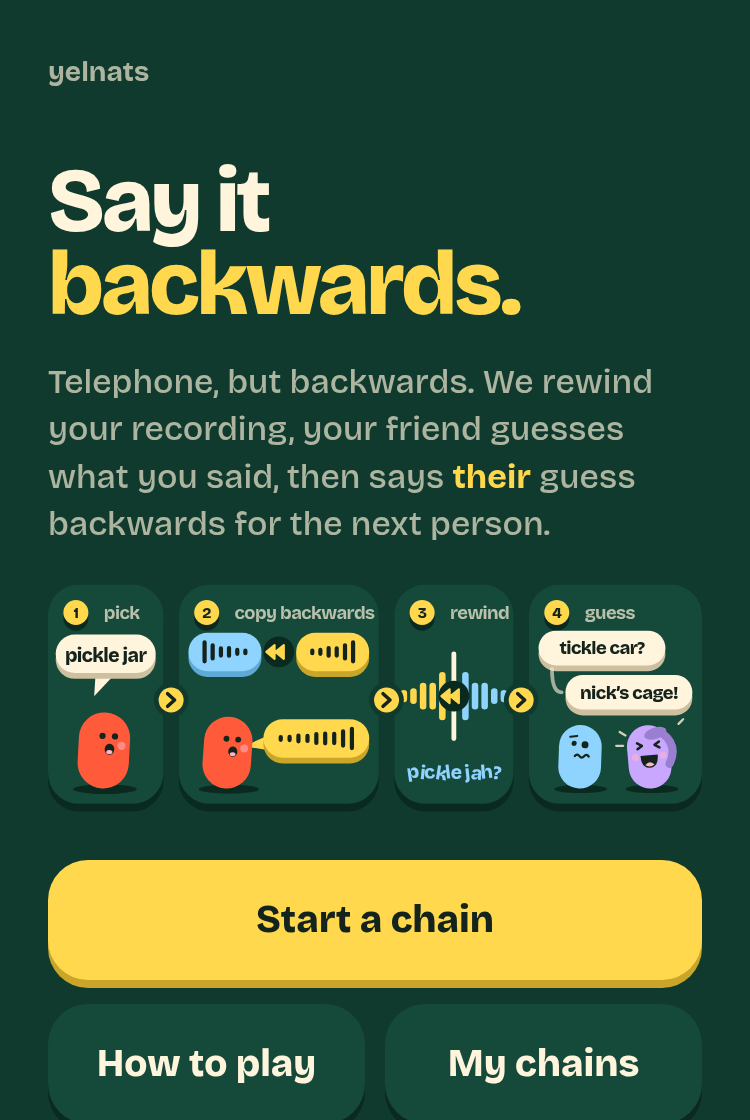 yelnats
Say it
backwards.
Telephone, but backwards. We rewind
your recording, your friend guesses
what you said, then says their guess
backwards for the next person.
1 pick
pickle jar
2 copy backwards
3 rewind
pickle jah?
4 guess
tickle car?
nick's cage!
Start a chain
How to play
My chains